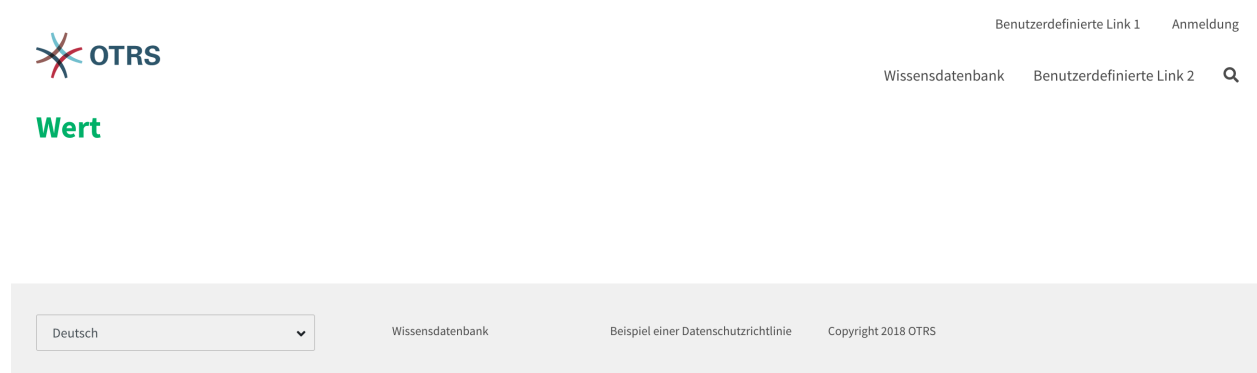 Benutzerdefinierte Link 1 Anmeldung
OTRS
Wissensdatenbank Benutzerdefinierte Link 2
Wert
Deutsch Wissensdatenbank Beispiel einer Datenschutzrichtlinie Copyright 2018 OTRS